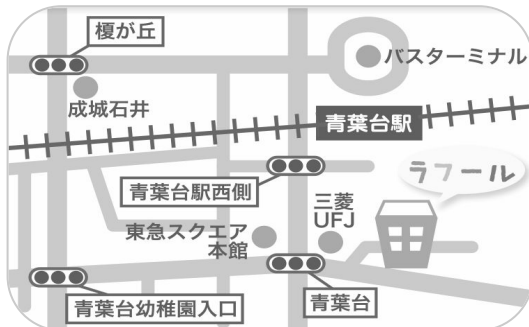 榎が丘
バスターミナル
成城石井
青葉台駅
ラフール
青葉台駅西側
三菱
UFJ
東急スクエア
本館
青葉台幼稚園入口
青葉台